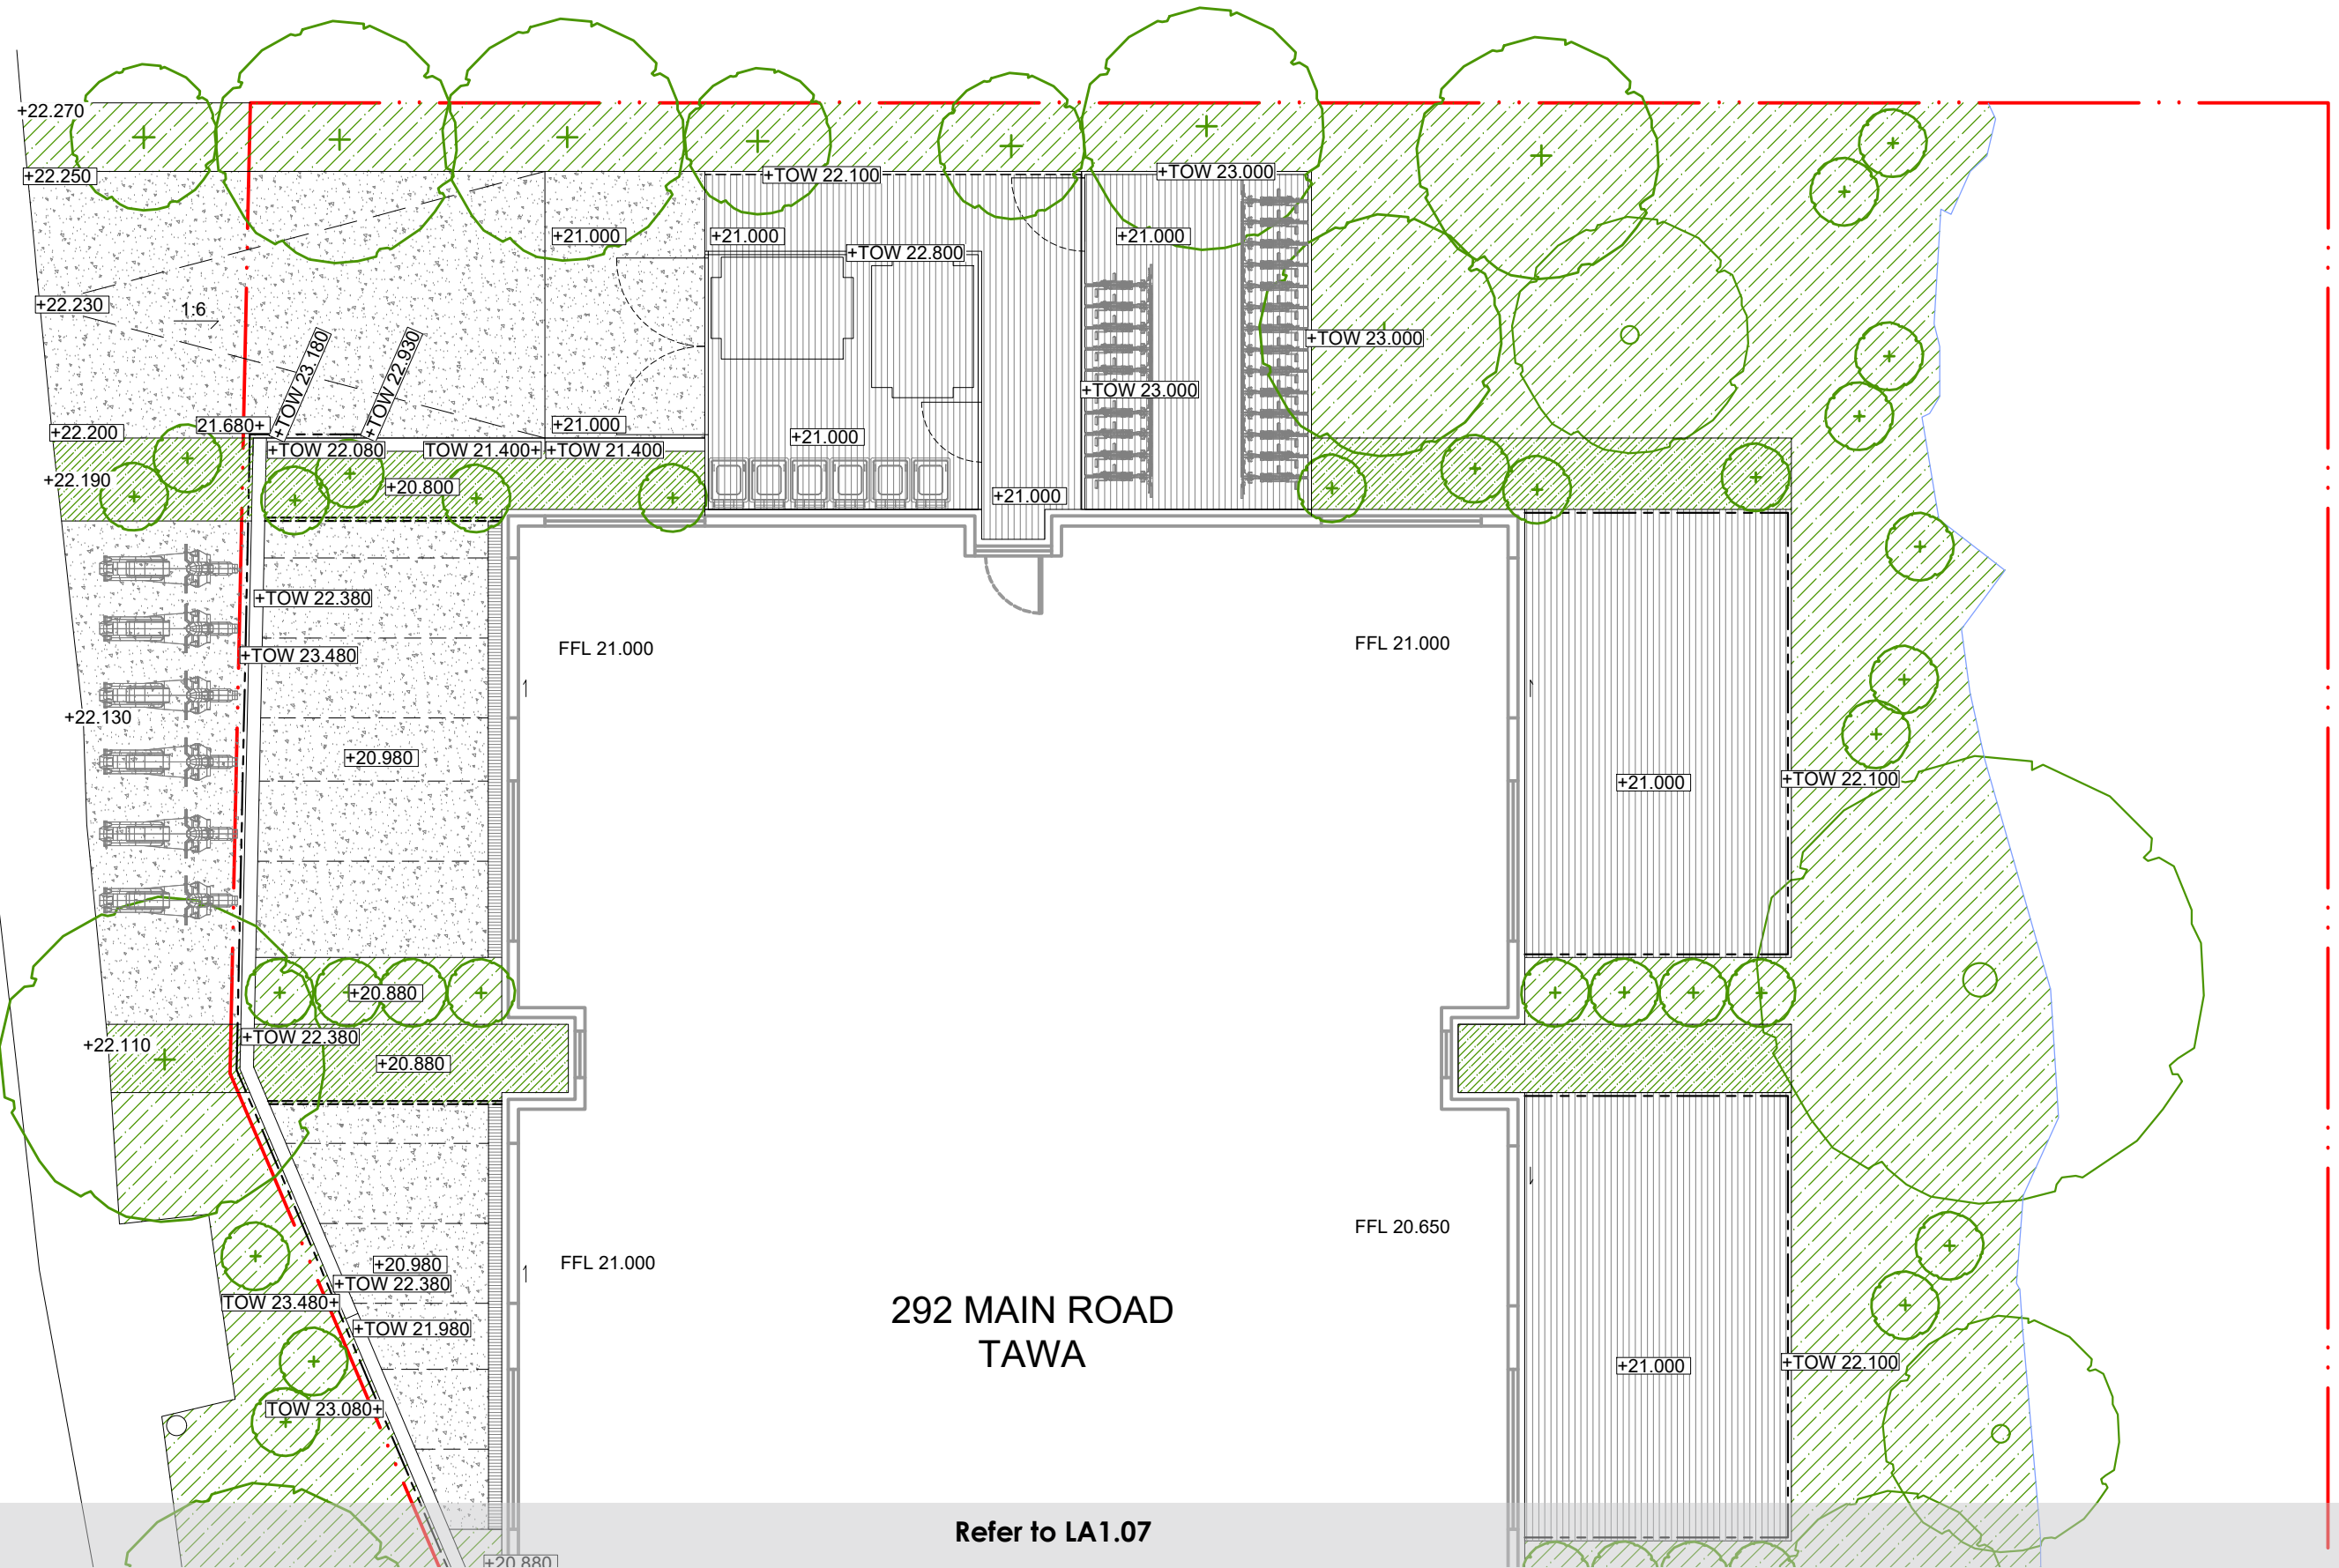 +22.270
+22.250
+TOW 22.100
+TOW 23.000
+21.000
+21.000
+21.000
+TOW 22.800
+22.230
1:6
+TOW 23.180
+TOW 22.930
+TOW 23.000
+TOW 23.000
+22.200
21.680+
+21.000
+21.000
+TOW 22.080
TOW 21.400+
+TOW 21.400
+22.190
+20.800
+21.000
+TOW 22.380
+TOW 23.480
FFL 21.000
FFL 21.000
+22.130
+20.980
+21.000
+TOW 22.100
+20.880
+22.110
+TOW 22.380
+20.880
FFL 20.650
+20.980
FFL 21.000
+TOW 22.380
TOW 23.480+
+TOW 21.980
292 MAIN ROAD
TAWA
+21.000
+TOW 22.100
TOW 23.080+
Refer to LA1.07
+20.880